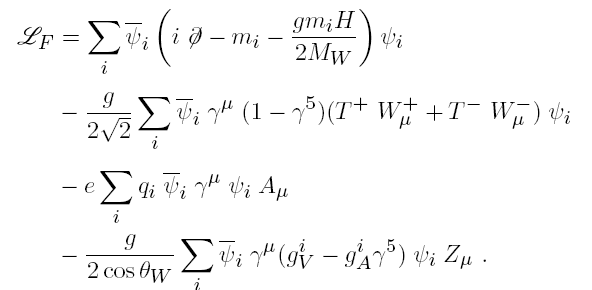 ℒ_F = ∑_i ψ̄_i ( i ∂̸ − m_i − g m_i H / 2M_W ) ψ_i
− g / 2√2 ∑_i ψ̄_i γ^μ (1 − γ^5)(T^+ W_μ^+ + T^− W_μ^−) ψ_i
− e ∑_i q_i ψ̄_i γ^μ ψ_i A_μ
− g / 2 cos θ_W ∑_i ψ̄_i γ^μ (g_V^i − g_A^i γ^5) ψ_i Z_μ .